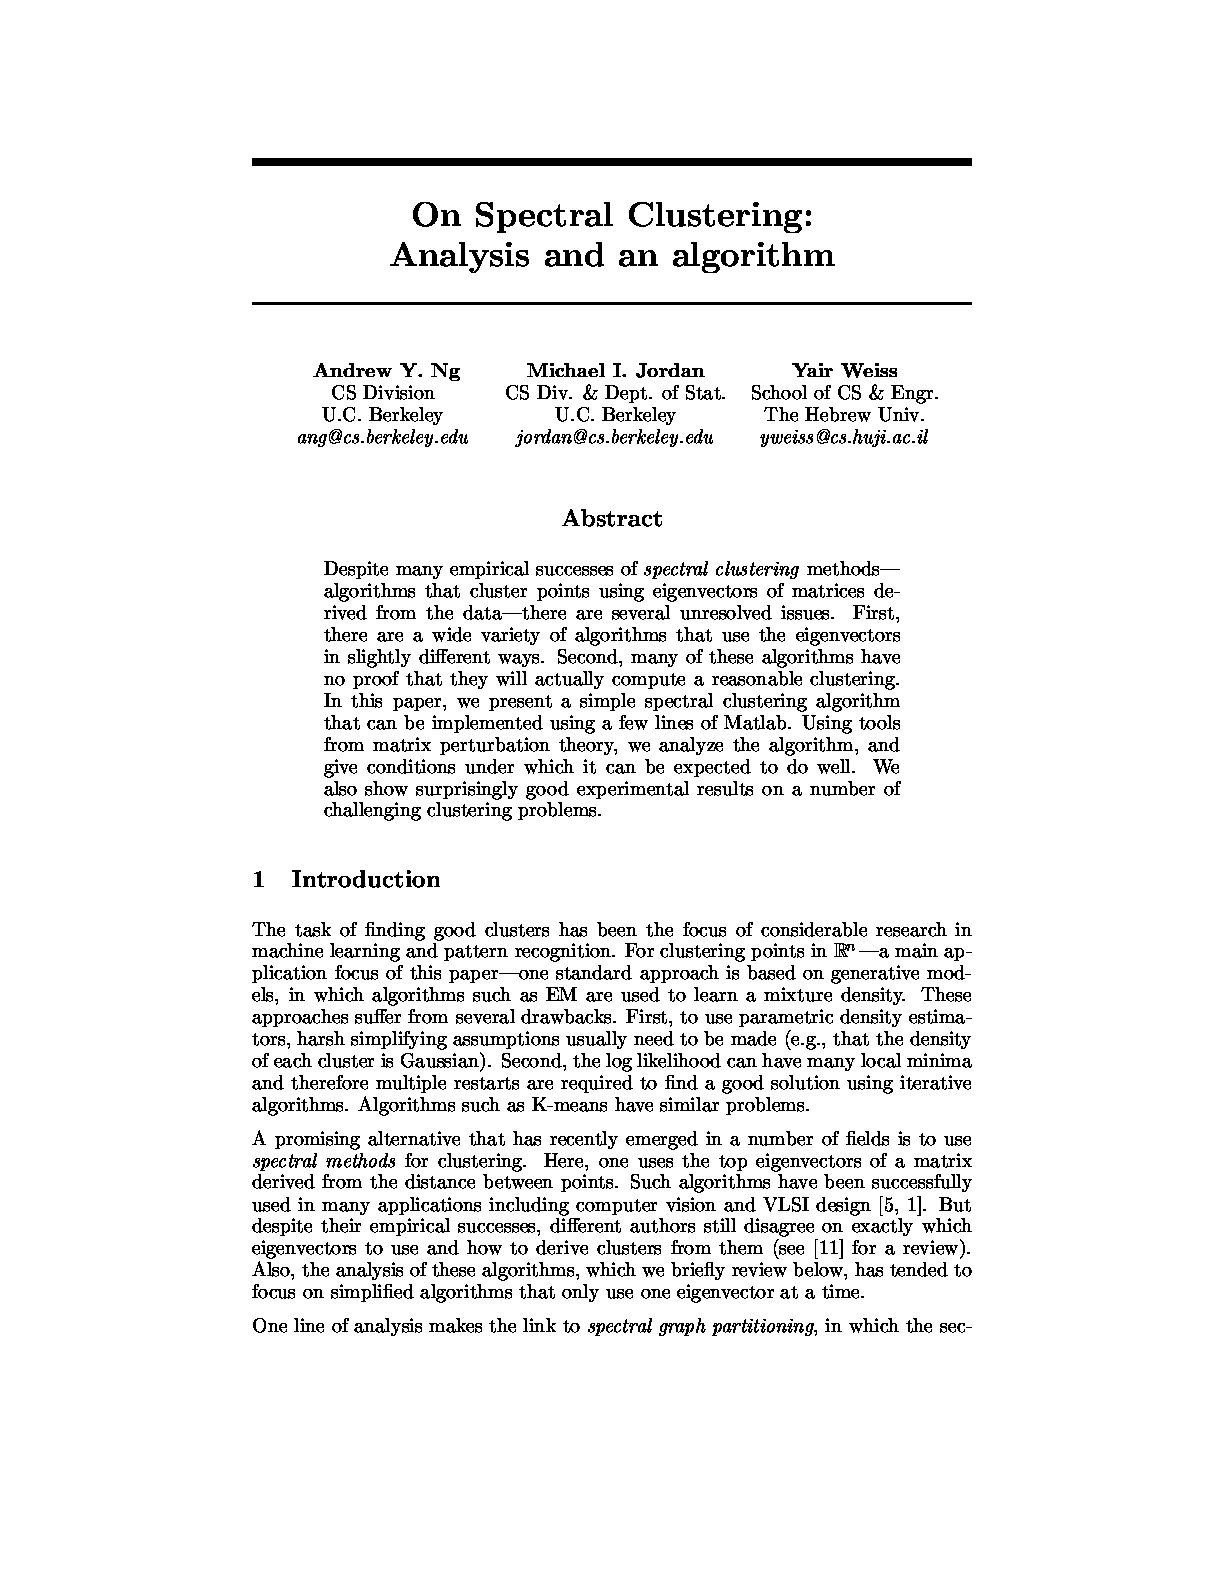 On Spectral Clustering:
Analysis and an algorithm
Andrew Y. Ng
CS Division
U.C. Berkeley
ang@cs.berkeley.edu
Michael I. Jordan
CS Div. & Dept. of Stat.
U.C. Berkeley
jordan@cs.berkeley.edu
Yair Weiss
School of CS & Engr.
The Hebrew Univ.
yweiss@cs.huji.ac.il
Abstract
Despite many empirical successes of spectral clustering methods—
algorithms that cluster points using eigenvectors of matrices de-
rived from the data—there are several unresolved issues. First,
there are a wide variety of algorithms that use the eigenvectors
in slightly different ways. Second, many of these algorithms have
no proof that they will actually compute a reasonable clustering.
In this paper, we present a simple spectral clustering algorithm
that can be implemented using a few lines of Matlab. Using tools
from matrix perturbation theory, we analyze the algorithm, and
give conditions under which it can be expected to do well. We
also show surprisingly good experimental results on a number of
challenging clustering problems.
1 Introduction
The task of finding good clusters has been the focus of considerable research in
machine learning and pattern recognition. For clustering points in ℝⁿ—a main ap-
plication focus of this paper—one standard approach is based on generative mod-
els, in which algorithms such as EM are used to learn a mixture density. These
approaches suffer from several drawbacks. First, to use parametric density estima-
tors, harsh simplifying assumptions usually need to be made (e.g., that the density
of each cluster is Gaussian). Second, the log likelihood can have many local minima
and therefore multiple restarts are required to find a good solution using iterative
algorithms. Algorithms such as K-means have similar problems.
A promising alternative that has recently emerged in a number of fields is to use
spectral methods for clustering. Here, one uses the top eigenvectors of a matrix
derived from the distance between points. Such algorithms have been successfully
used in many applications including computer vision and VLSI design [5, 1]. But
despite their empirical successes, different authors still disagree on exactly which
eigenvectors to use and how to derive clusters from them (see [11] for a review).
Also, the analysis of these algorithms, which we briefly review below, has tended to
focus on simplified algorithms that only use one eigenvector at a time.
One line of analysis makes the link to spectral graph partitioning, in which the sec-